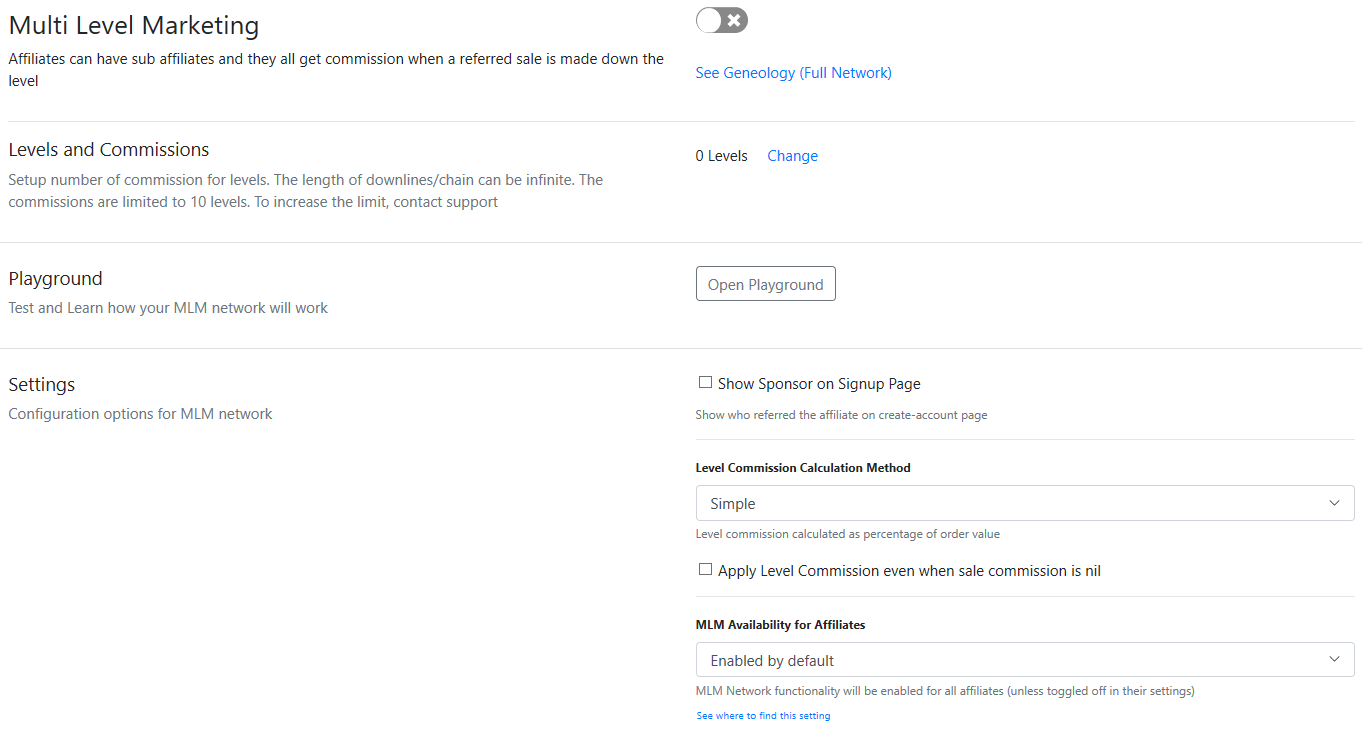 Multi Level Marketing
Affiliates can have sub affiliates and they all get commission when a referred sale is made down the
level
See Geneology (Full Network)
Levels and Commissions
Setup number of commission for levels. The length of downlines/chain can be infinite. The
commissions are limited to 10 levels. To increase the limit, contact support
0 Levels Change
Playground
Test and Learn how your MLM network will work
Open Playground
Settings
Configuration options for MLM network
Show Sponsor on Signup Page
Show who referred the affiliate on create-account page
Level Commission Calculation Method
Simple
Level commission calculated as percentage of order value
Apply Level Commission even when sale commission is nil
MLM Availability for Affiliates
Enabled by default
MLM Network functionality will be enabled for all affiliates (unless toggled off in their settings)
See where to find this setting